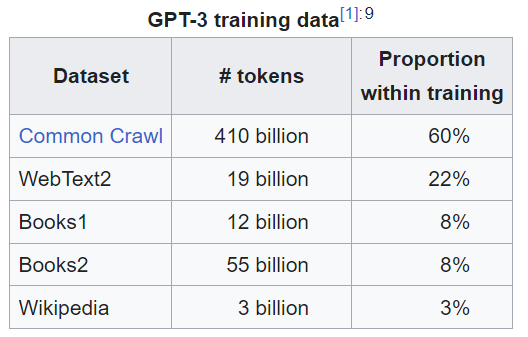 GPT-3 training data[1]:9
Dataset # tokens Proportion within training
Common Crawl 410 billion 60%
WebText2 19 billion 22%
Books1 12 billion 8%
Books2 55 billion 8%
Wikipedia 3 billion 3%